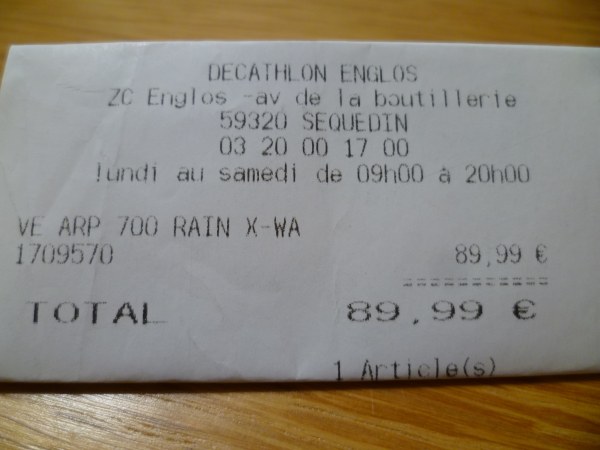 DECATHLON ENGLOS
ZC Englos -av de la boutillerie
59320 SEQUEDIN
03 20 00 17 00
lundi au samedi de 09h00 à 20h00
VE ARP 700 RAIN X-WA
1709570 89,99 €
============
TOTAL 89,99 €
1 Article(s)